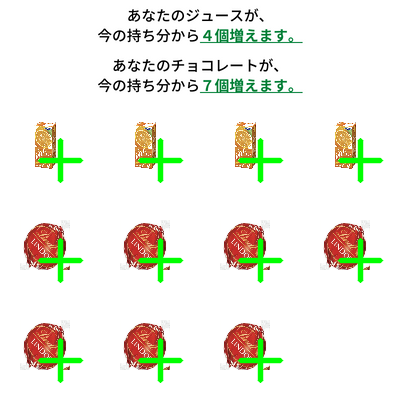 あなたのジュースが、
今の持ち分から４個増えます。
あなたのチョコレートが、
今の持ち分から７個増えます。